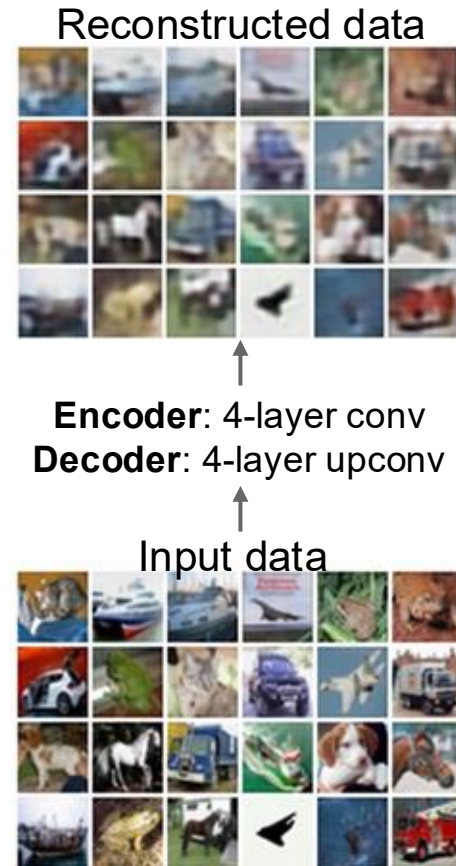 Reconstructed data
Encoder: 4-layer conv
Decoder: 4-layer upconv
Input data